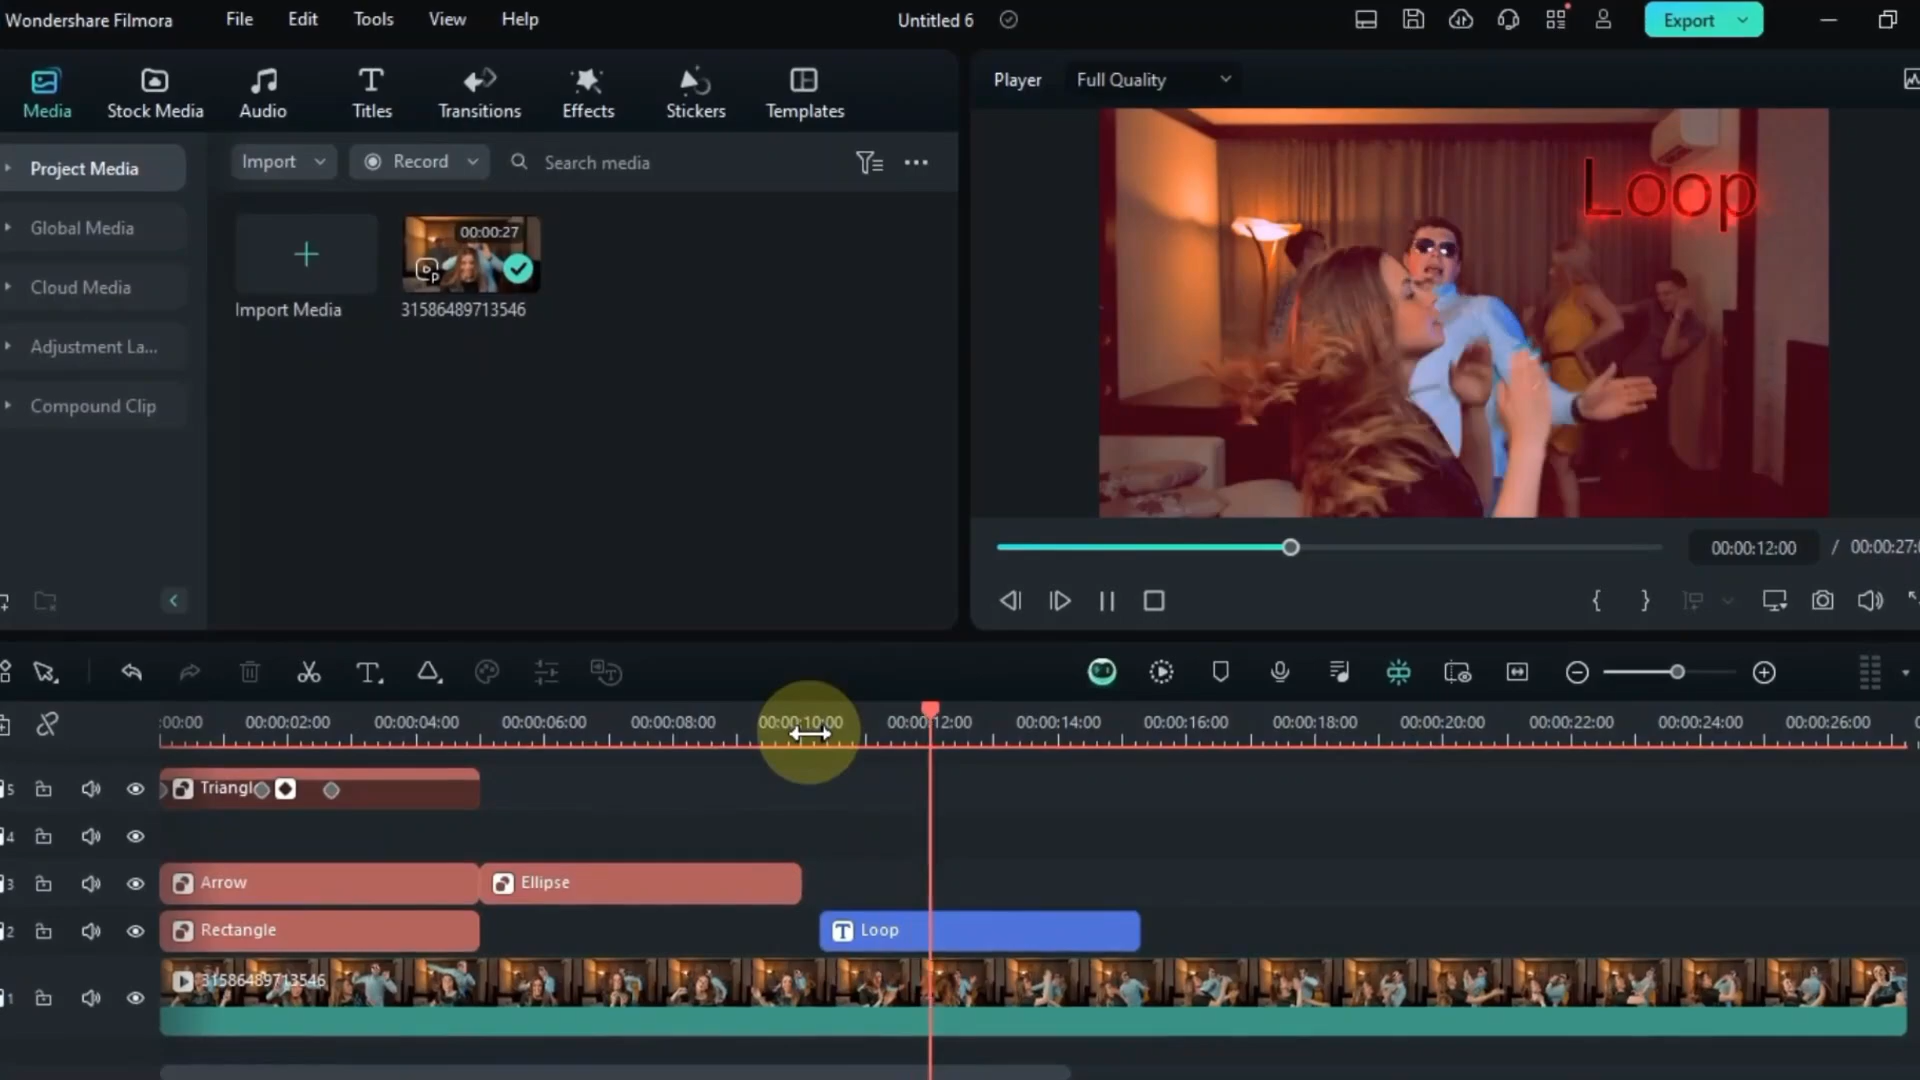 Wondershare Filmora
File
Edit
Tools
View
Help
Untitled 6
Export
Media
Stock Media
Audio
Titles
Transitions
Effects
Stickers
Templates
Player
Full Quality
Project Media
Import
Record
Search media
Global Media
Cloud Media
Adjustment La...
Compound Clip
00:00:27
Import Media
31586489713546
Loop
00:00:12:00
/
00:00:27:
:00:00
00:00:02:00
00:00:04:00
00:00:06:00
00:00:08:00
00:00:10:00
00:00:12:00
00:00:14:00
00:00:16:00
00:00:18:00
00:00:20:00
00:00:22:00
00:00:24:00
00:00:26:00
5
Triangl
4
3
Arrow
Ellipse
2
Rectangle
Loop
31586489713546
1